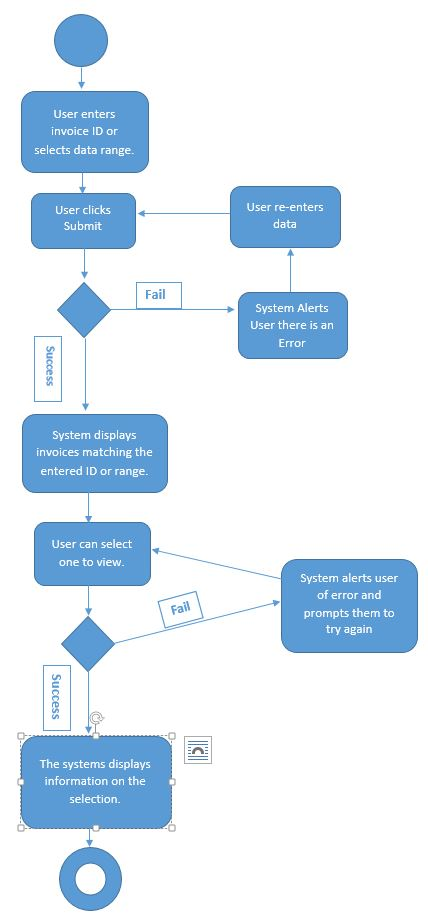 User enters
invoice ID or
selects data range.
User clicks
Submit
User re-enters
data
Fail
System Alerts
User there is an
Error
Success
System displays
invoices matching the
entered ID or range.
User can select
one to view.
Fail
System alerts user
of error and
prompts them to
try again
Success
The systems displays
information on the
selection.